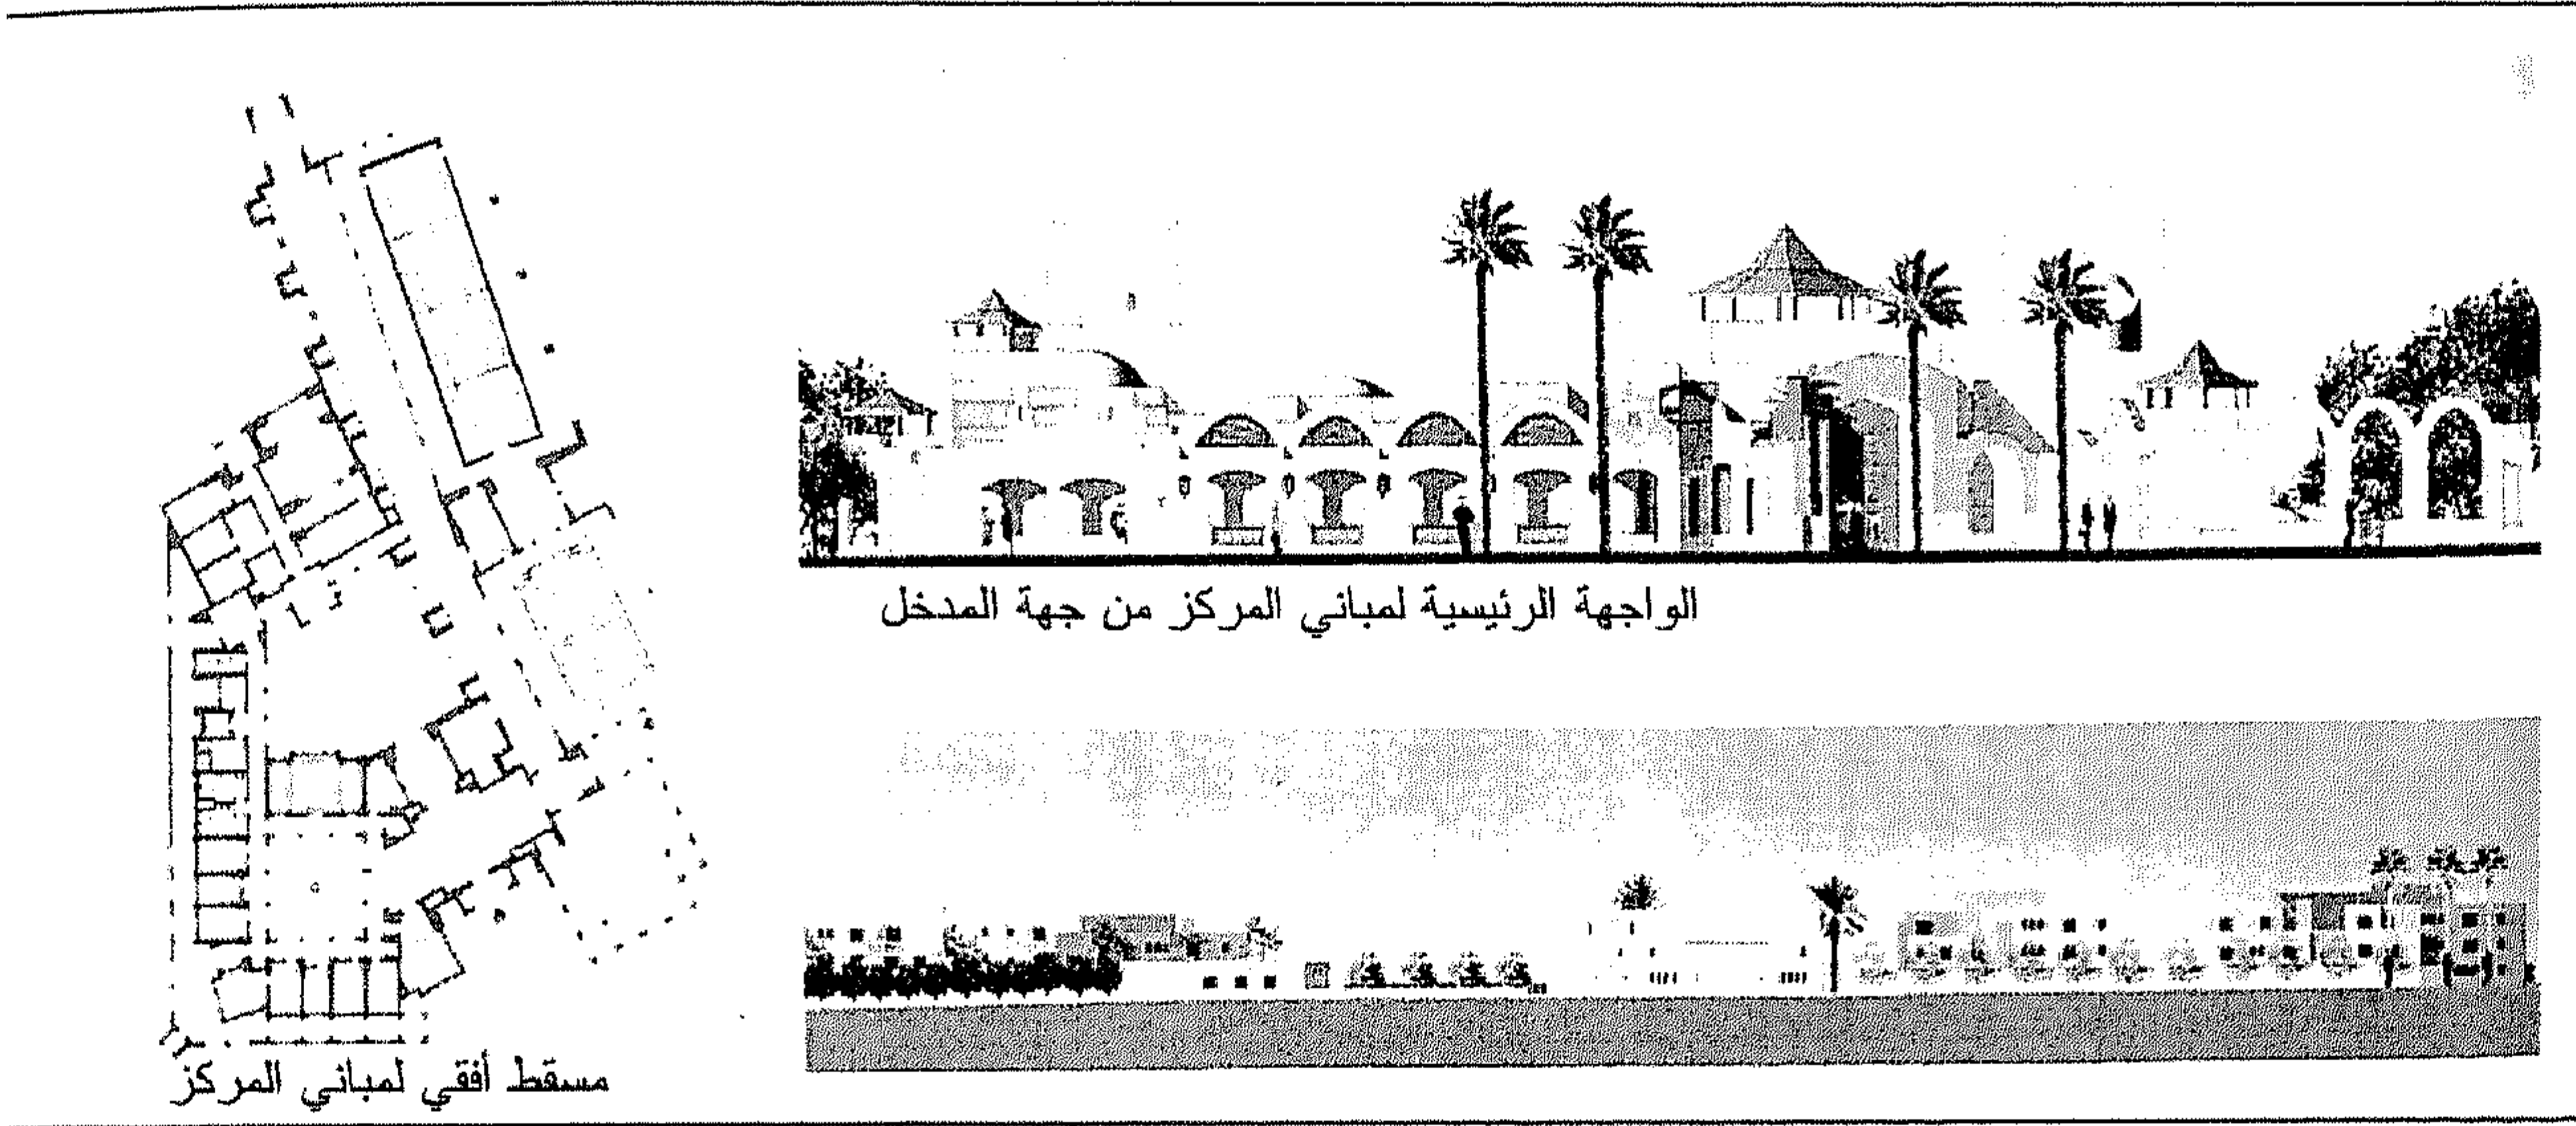 الواجهة الرئيسية لمباني المركز من جهة المدخل
مسقط أفقي لمباني المركز